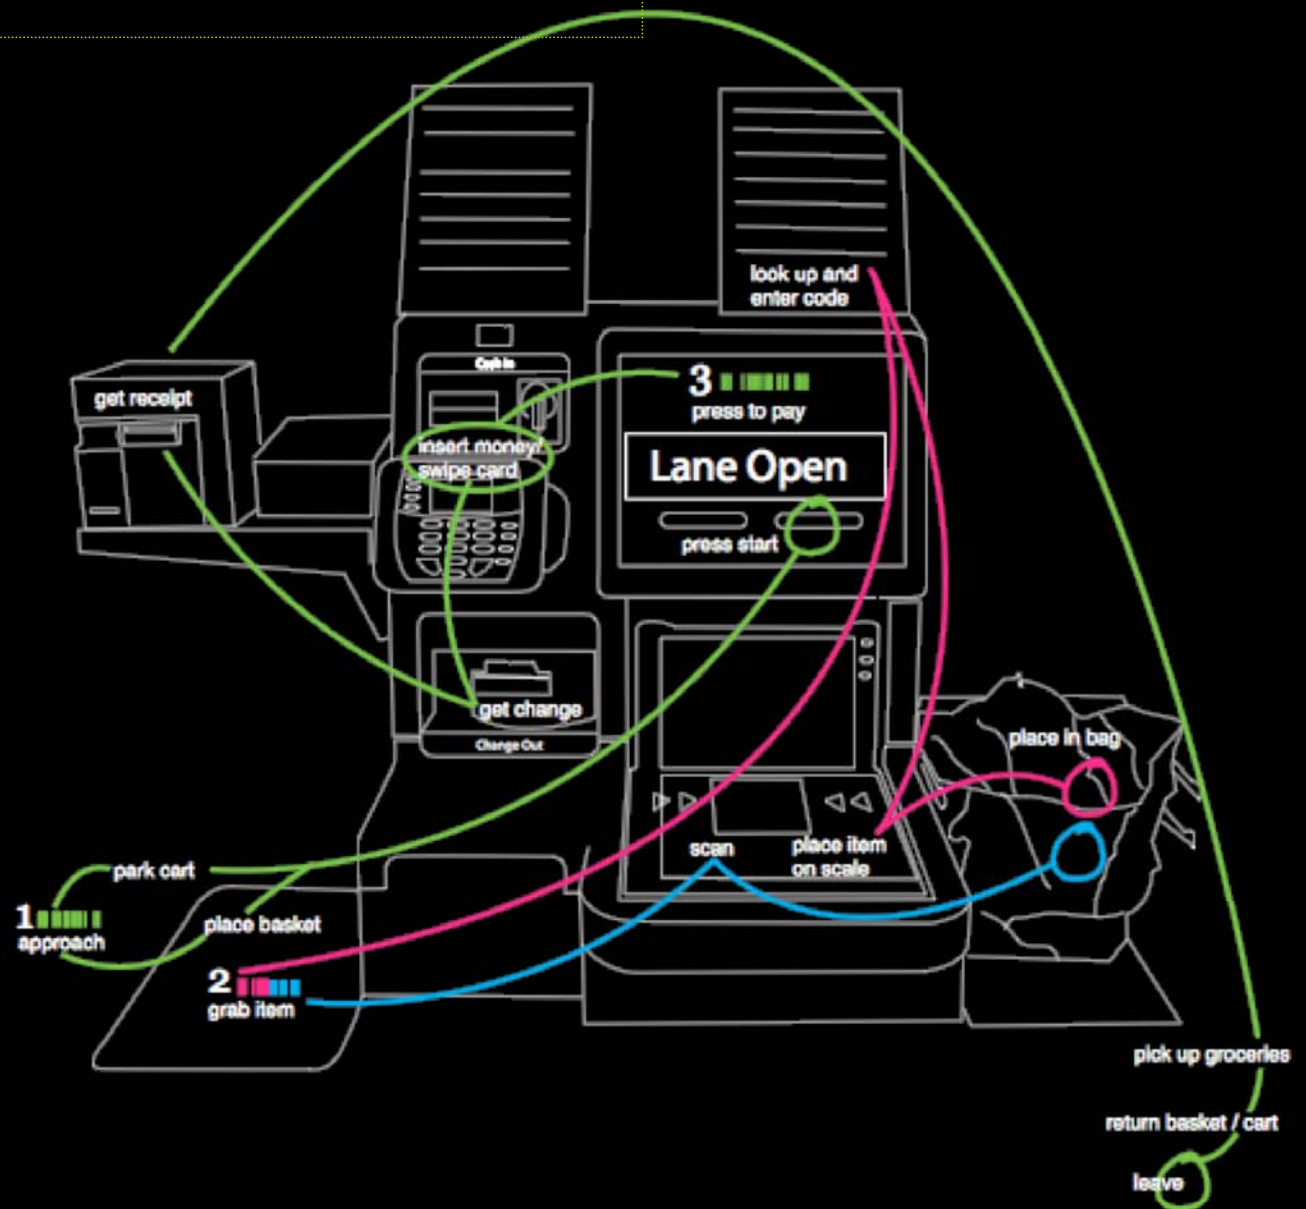 look up and
enter code
Cash In
get receipt
3
press to pay
insert money/
swipe card
Lane Open
press start
get change
Change Out
place in bag
scan
place item
on scale
park cart
1
approach
place basket
2
grab item
pick up groceries
return basket / cart
leave